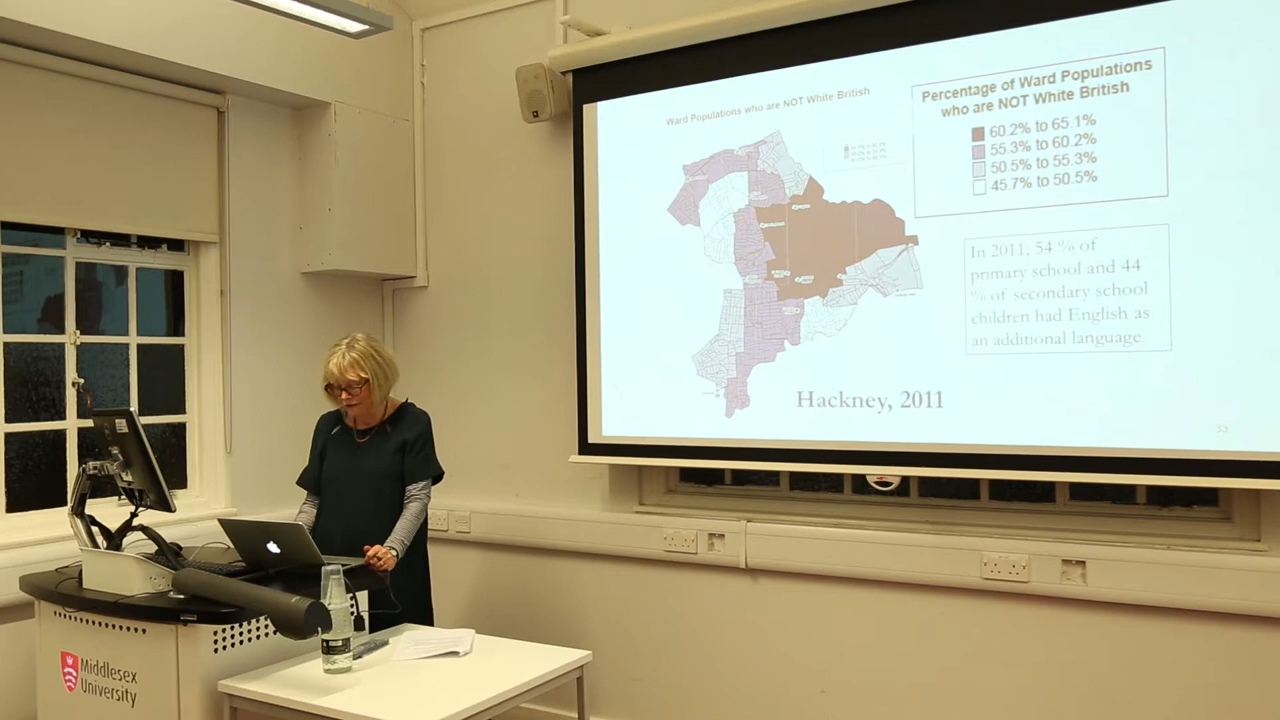 Ward Populations who are NOT White British
Percentage of Ward Populations
who are NOT White British
60.2% to 65.1%
55.3% to 60.2%
50.5% to 55.3%
45.7% to 50.5%
In 2011, 54 % of
primary school and 44
% of secondary school
children had English as
an additional language
Hackney, 2011
33
Middlesex
University